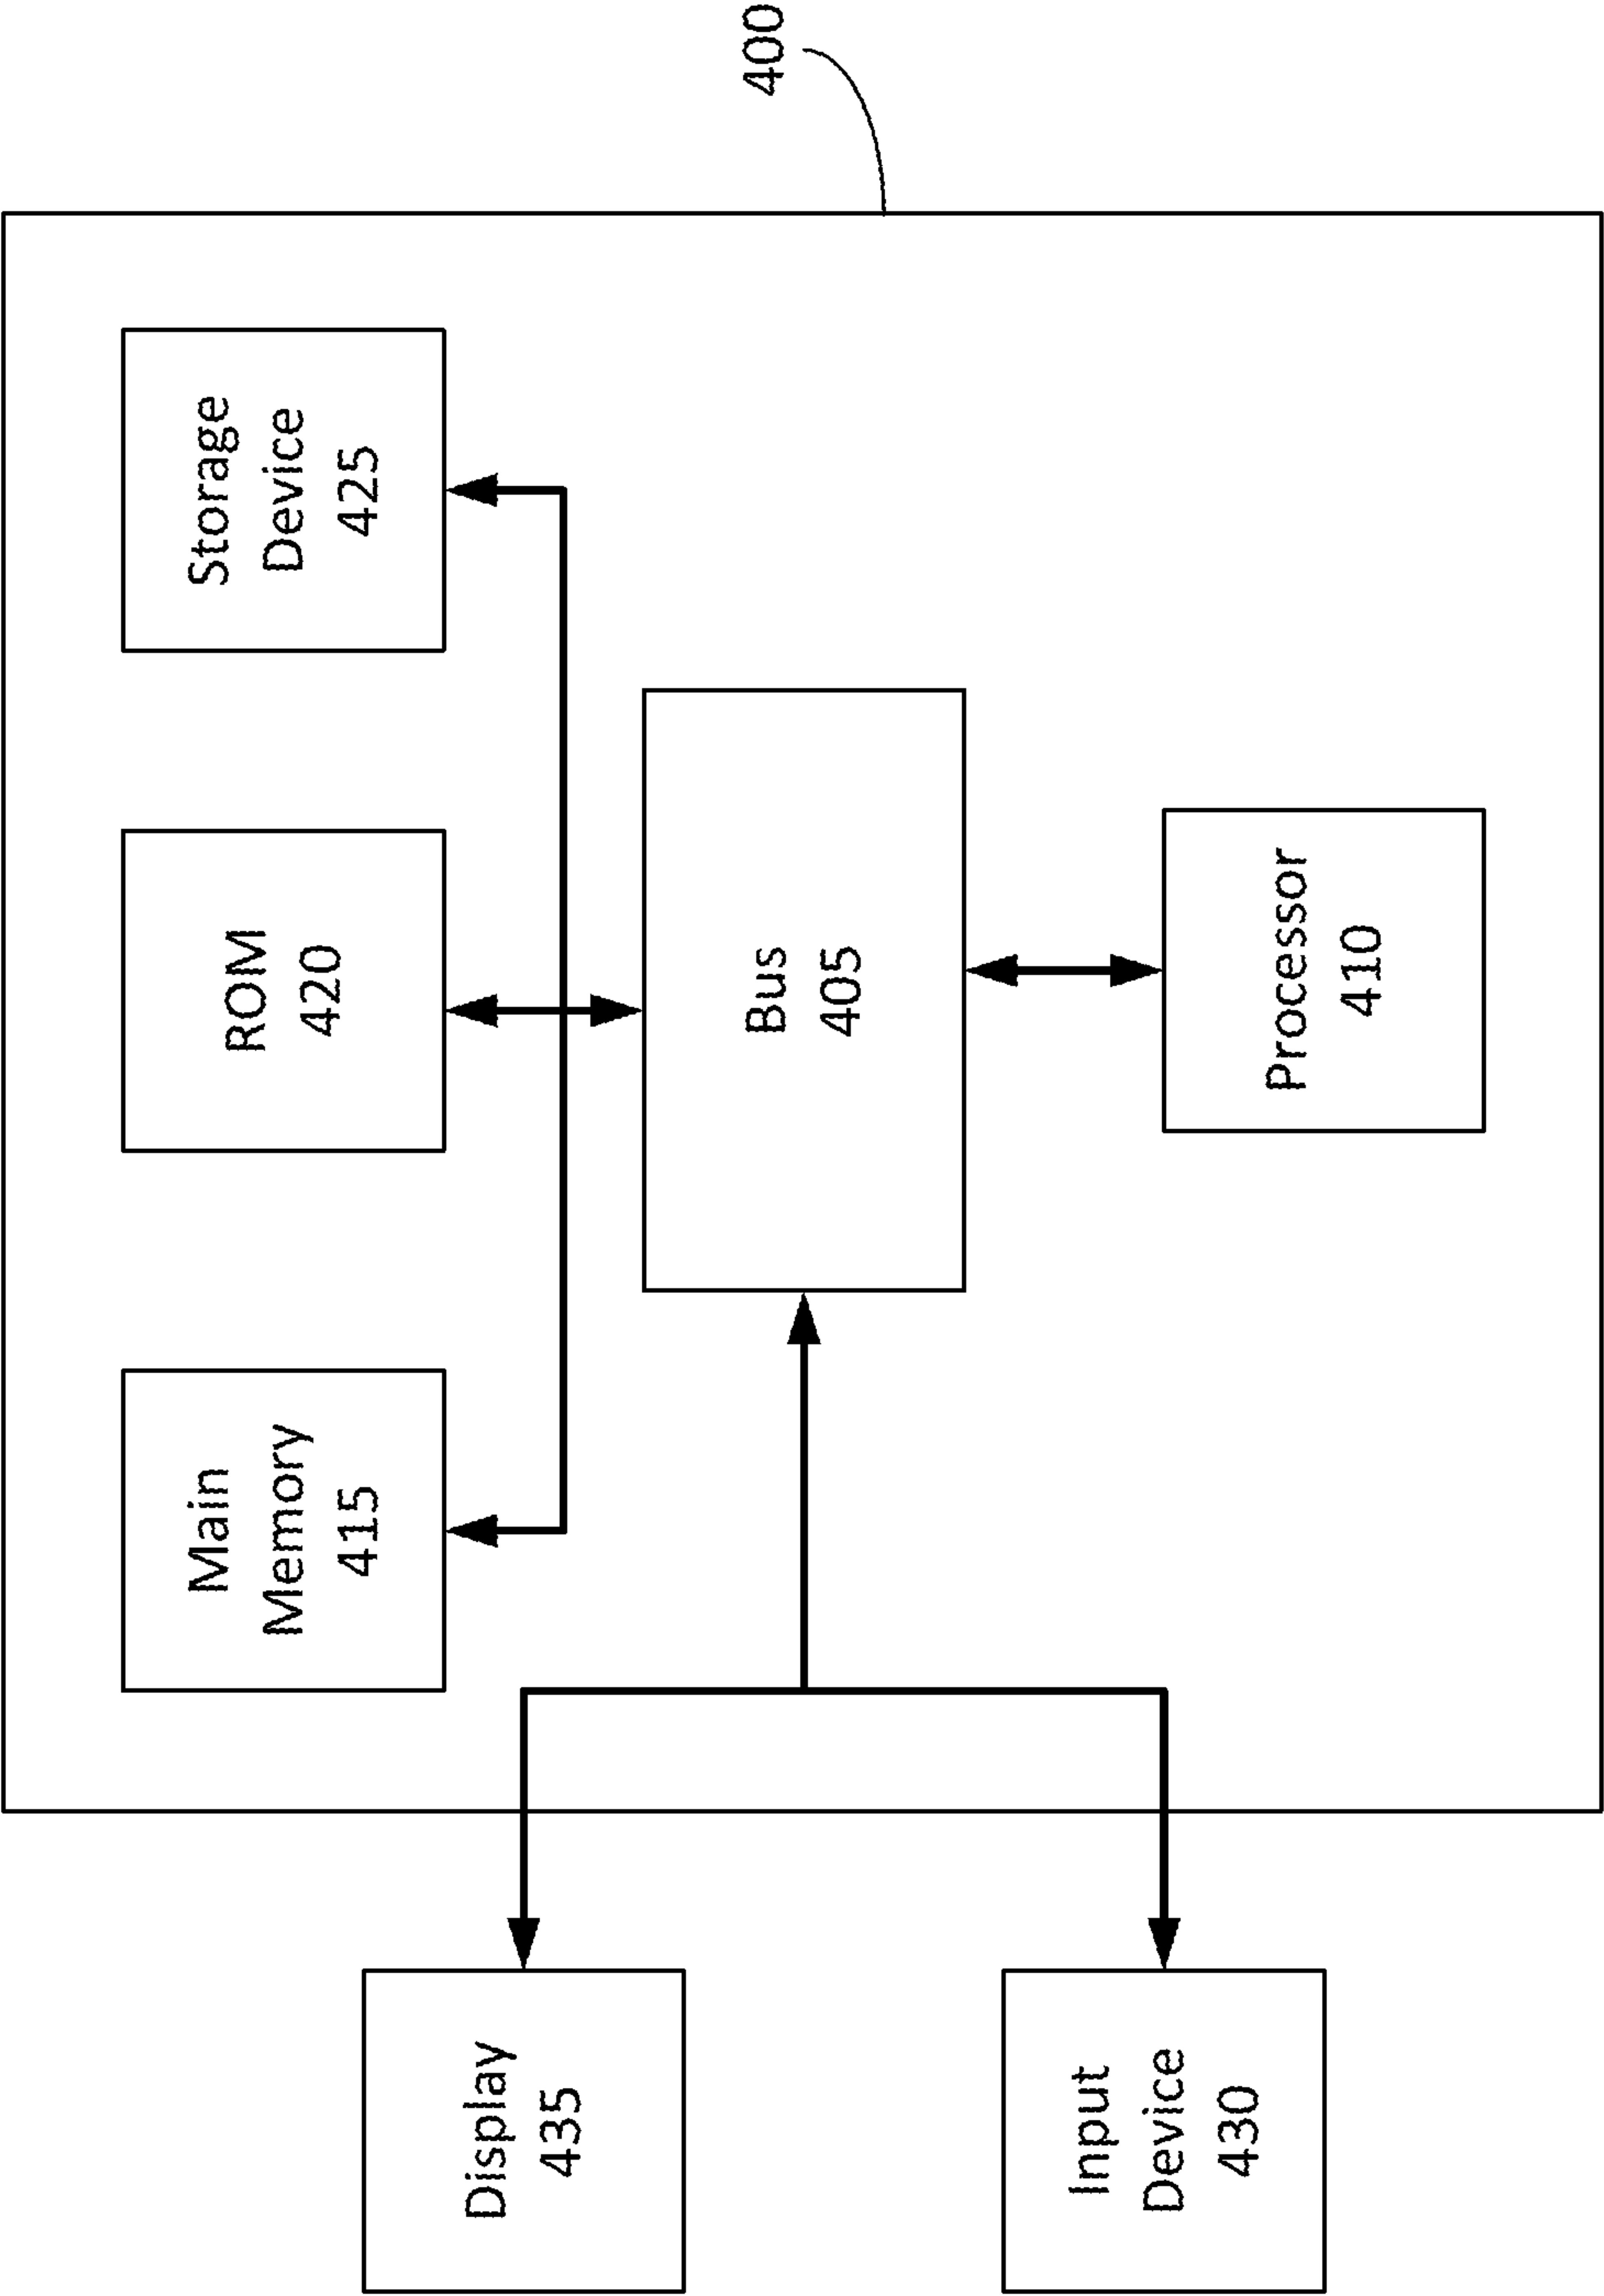 Main
Memory
415
ROM
420
Storage
Device
425
400
Display
435
Bus
405
Input
Device
430
Processor
410